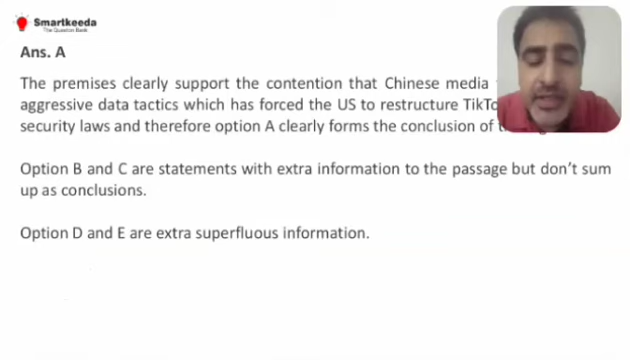 Smartkeeda
The Question Bank
Ans. A
The premises clearly support the contention that Chinese media
aggressive data tactics which has forced the US to restructure
security laws and therefore option A clearly forms the conclusion of
Option B and C are statements with extra information to the passage but don't sum
up as conclusions.
Option D and E are extra superfluous information.